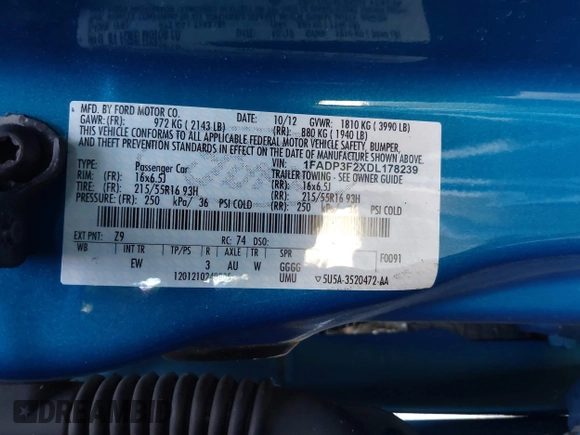 MFD. BY FORD MOTOR CO.
DATE: 10/12 GVWR: 1810 KG (3990 LB)
GAWR: (FR): 972 KG (2143 LB) (RR): 880 KG (1940 LB)
THIS VEHICLE CONFORMS TO ALL APPLICABLE FEDERAL MOTOR VEHICLE SAFETY, BUMPER,
AND THEFT PREVENTION STANDARDS IN EFFECT ON THE DATE OF MANUFACTURE SHOWN ABOVE.
VIN: 1FADP3F2XDL178239
TYPE: Passenger Car TRAILER TOWING - SEE OWNER GUIDE
RIM: (FR) 16x6.5J (RR): 16x6.5J
TIRE: (FR) 215/55R16 93H (RR): 215/55R16 93H
PRESSURE: (FR) 250 kPa/ 36 PSI COLD (RR) 250 kPa/ 36 PSI COLD
EXT PNT: Z9 RC: 74 DSO:
WB INT TR TP/PS R AXLE TR SPR F0091
EW 3 AU W GGGG
UMU 5U5A-3520472-AA
DREAMBID